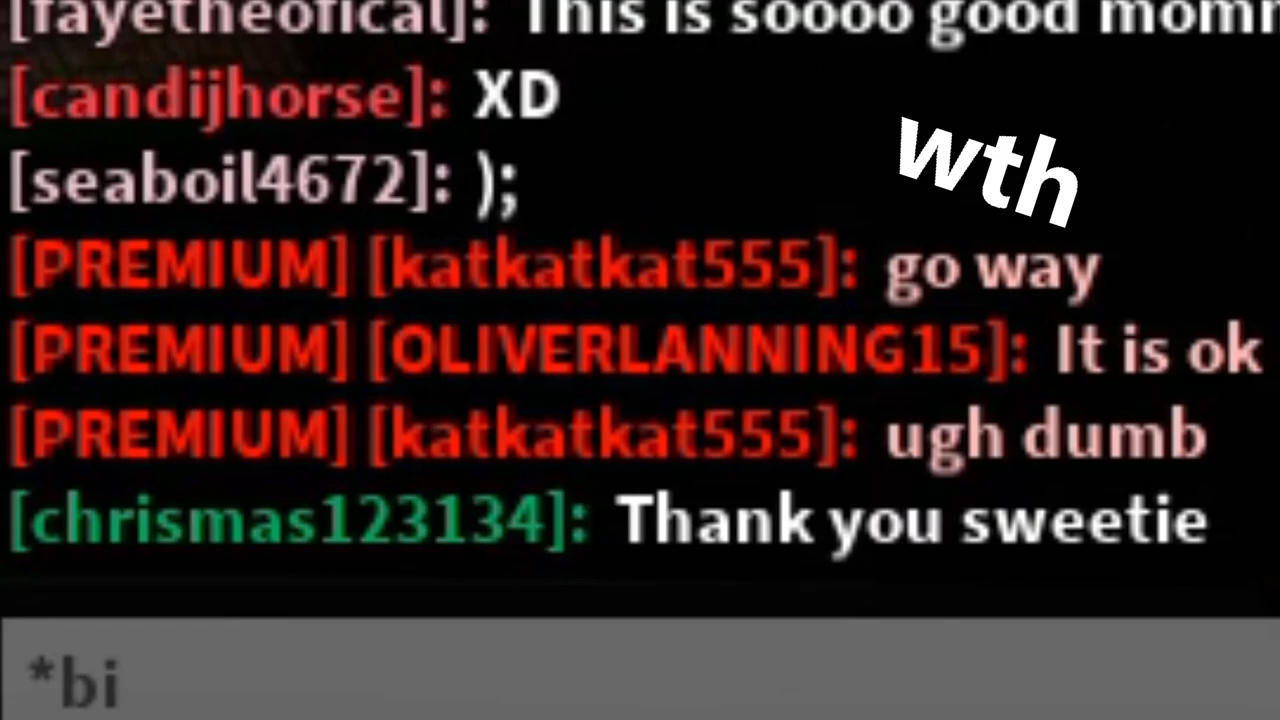 [fayetheofical]: This is soooo good
[candijhorse]: XD
wth
[seaboil4672]: );
[PREMIUM] [katkatkat555]: go way
[PREMIUM] [OLIVERLANNING15]: It is ok
[PREMIUM] [katkatkat555]: ugh dumb
[chrismas123134]: Thank you sweetie
*bi